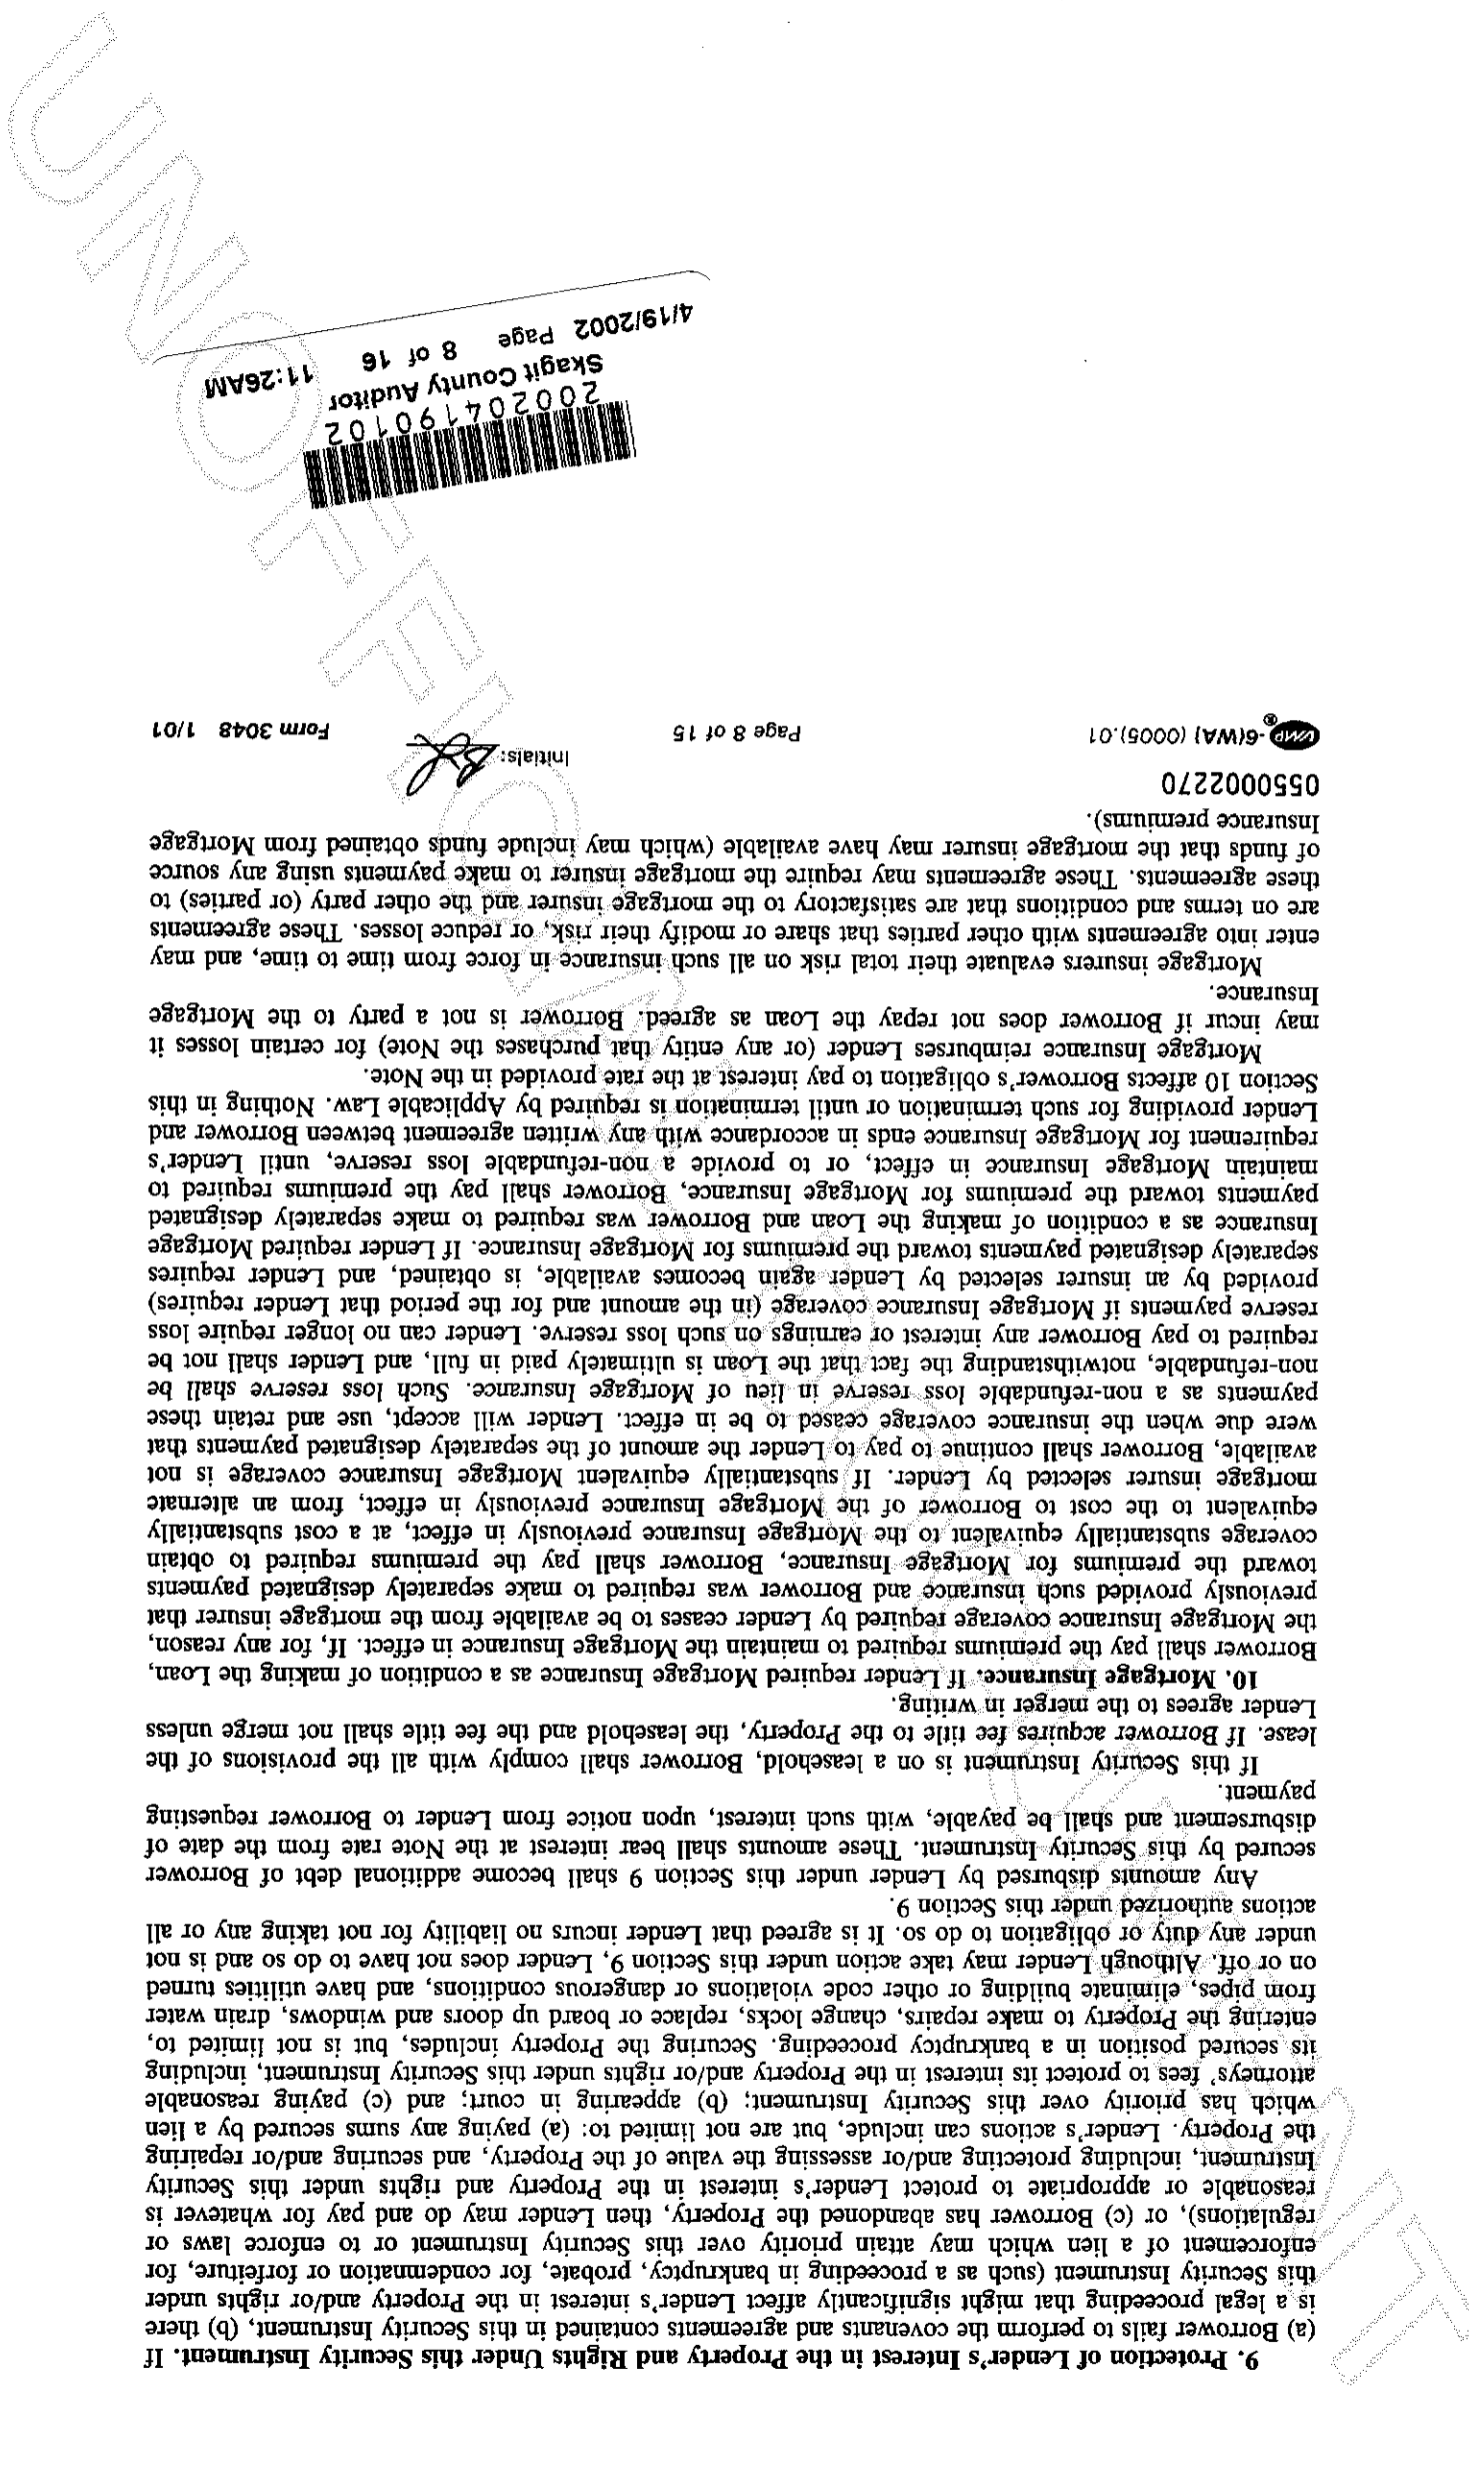 9. Protection of Lender's Interest in the Property and Rights Under this Security Instrument. If
(a) Borrower fails to perform the covenants and agreements contained in this Security Instrument, (b) there
is a legal proceeding that might significantly affect Lender's interest in the Property and/or rights under
this Security Instrument (such as a proceeding in bankruptcy, probate, for condemnation or forfeiture, for
enforcement of a lien which may attain priority over this Security Instrument or to enforce laws or
regulations), or (c) Borrower has abandoned the Property, then Lender may do and pay for whatever is
reasonable or appropriate to protect Lender's interest in the Property and rights under this Security
Instrument, including protecting and/or assessing the value of the Property, and securing and/or repairing
the Property. Lender's actions can include, but are not limited to: (a) paying any sums secured by a lien
which has priority over this Security Instrument; (b) appearing in court; and (c) paying reasonable
attorneys' fees to protect its interest in the Property and/or rights under this Security Instrument, including
its secured position in a bankruptcy proceeding. Securing the Property includes, but is not limited to,
entering the Property to make repairs, change locks, replace or board up doors and windows, drain water
from pipes, eliminate building or other code violations or dangerous conditions, and have utilities turned
on or off. Although Lender may take action under this Section 9, Lender does not have to do so and is not
under any duty or obligation to do so. It is agreed that Lender incurs no liability for not taking any or all
actions authorized under this Section 9.
Any amounts disbursed by Lender under this Section 9 shall become additional debt of Borrower
secured by this Security Instrument. These amounts shall bear interest at the Note rate from the date of
disbursement and shall be payable, with such interest, upon notice from Lender to Borrower requesting
payment.
If this Security Instrument is on a leasehold, Borrower shall comply with all the provisions of the
lease. If Borrower acquires fee title to the Property, the leasehold and the fee title shall not merge unless
Lender agrees to the merger in writing.
10. Mortgage Insurance. If Lender required Mortgage Insurance as a condition of making the Loan,
Borrower shall pay the premiums required to maintain the Mortgage Insurance in effect. If, for any reason,
the Mortgage Insurance coverage required by Lender ceases to be available from the mortgage insurer that
previously provided such insurance and Borrower was required to make separately designated payments
toward the premiums for Mortgage Insurance, Borrower shall pay the premiums required to obtain
coverage substantially equivalent to the Mortgage Insurance previously in effect, at a cost substantially
equivalent to the cost to Borrower of the Mortgage Insurance previously in effect, from an alternate
mortgage insurer selected by Lender. If substantially equivalent Mortgage Insurance coverage is not
available, Borrower shall continue to pay to Lender the amount of the separately designated payments that
were due when the insurance coverage ceased to be in effect. Lender will accept, use and retain these
payments as a non-refundable loss reserve in lieu of Mortgage Insurance. Such loss reserve shall be
non-refundable, notwithstanding the fact that the Loan is ultimately paid in full, and Lender shall not be
required to pay Borrower any interest or earnings on such loss reserve. Lender can no longer require loss
reserve payments if Mortgage Insurance coverage (in the amount and for the period that Lender requires)
provided by an insurer selected by Lender again becomes available, is obtained, and Lender requires
separately designated payments toward the premiums for Mortgage Insurance. If Lender required Mortgage
Insurance as a condition of making the Loan and Borrower was required to make separately designated
payments toward the premiums for Mortgage Insurance, Borrower shall pay the premiums required to
maintain Mortgage Insurance in effect, or to provide a non-refundable loss reserve, until Lender's
requirement for Mortgage Insurance ends in accordance with any written agreement between Borrower and
Lender providing for such termination or until termination is required by Applicable Law. Nothing in this
Section 10 affects Borrower's obligation to pay interest at the rate provided in the Note.
Mortgage Insurance reimburses Lender (or any entity that purchases the Note) for certain losses it
may incur if Borrower does not repay the Loan as agreed. Borrower is not a party to the Mortgage
Insurance.
Mortgage insurers evaluate their total risk on all such insurance in force from time to time, and may
enter into agreements with other parties that share or modify their risk, or reduce losses. These agreements
are on terms and conditions that are satisfactory to the mortgage insurer and the other party (or parties) to
these agreements. These agreements may require the mortgage insurer to make payments using any source
of funds that the mortgage insurer may have available (which may include funds obtained from Mortgage
Insurance premiums).
0550002270
Initials:
VMP®-6(WA) (0005).01 Page 8 of 15 Form 3048 1/01
200204190102
Skagit County Auditor
4/19/2002 Page 8 of 16 11:26AM
UNOFFICIAL DOCUMENT